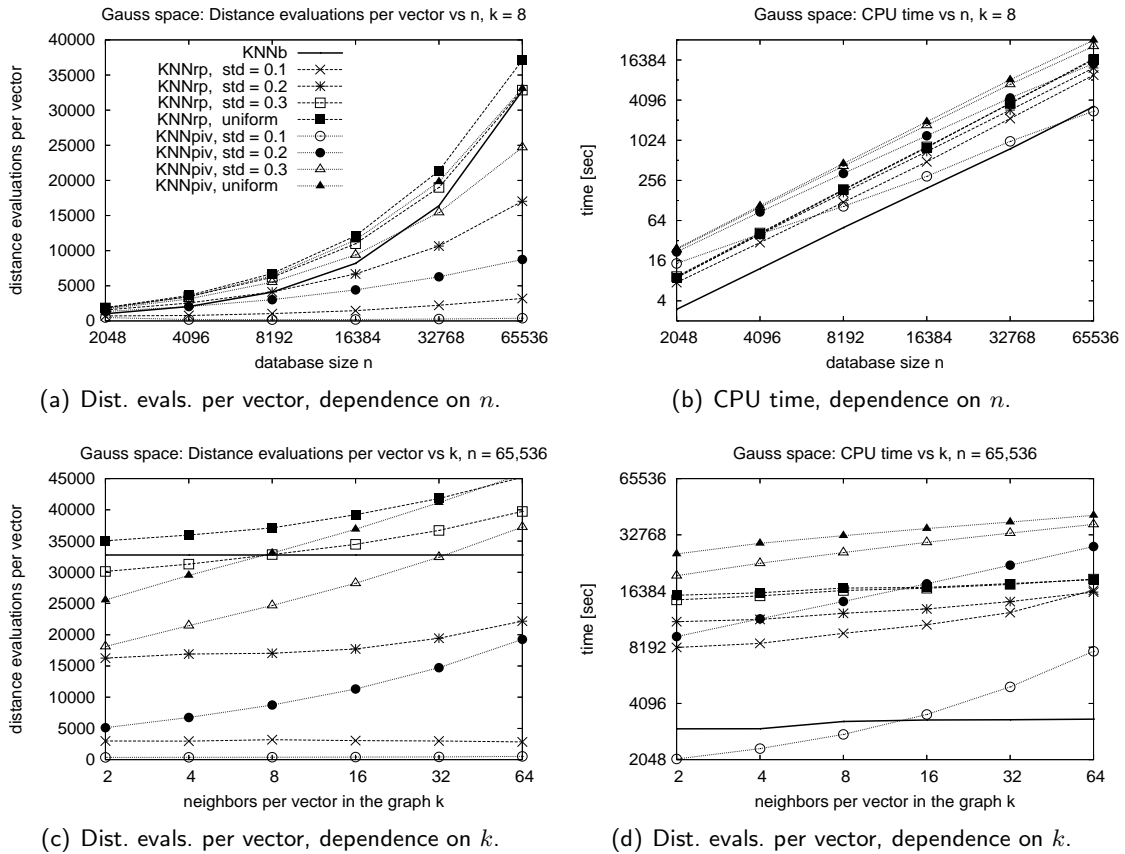 Gauss space: Distance evaluations per vector vs n, k = 8
distance evaluations per vector
40000
35000
30000
25000
20000
15000
10000
5000
0
KNNb
KNNrp, std = 0.1
KNNrp, std = 0.2
KNNrp, std = 0.3
KNNrp, uniform
KNNpiv, std = 0.1
KNNpiv, std = 0.2
KNNpiv, std = 0.3
KNNpiv, uniform
2048 4096 8192 16384 32768 65536
database size n
(a) Dist. evals. per vector, dependence on n.
Gauss space: CPU time vs n, k = 8
time [sec]
16384
4096
1024
256
64
16
4
2048 4096 8192 16384 32768 65536
database size n
(b) CPU time, dependence on n.
Gauss space: Distance evaluations per vector vs k, n = 65,536
distance evaluations per vector
45000
40000
35000
30000
25000
20000
15000
10000
5000
0
2 4 8 16 32 64
neighbors per vector in the graph k
(c) Dist. evals. per vector, dependence on k.
Gauss space: CPU time vs k, n = 65,536
time [sec]
65536
32768
16384
8192
4096
2048
2 4 8 16 32 64
neighbors per vector in the graph k
(d) Dist. evals. per vector, dependence on k.